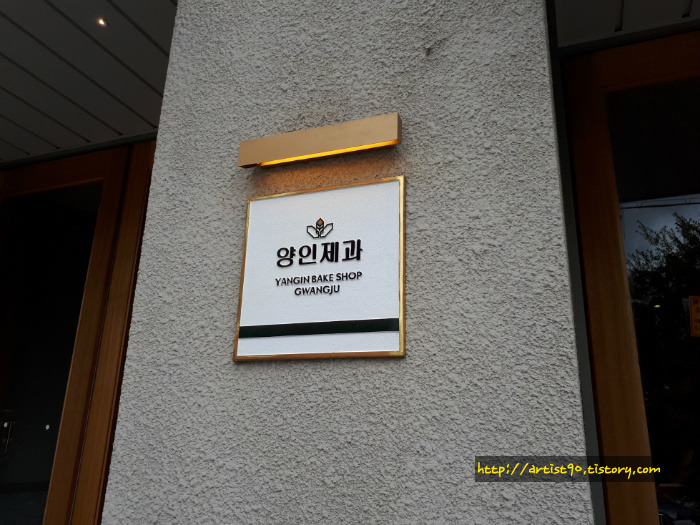 양인제과
YANGIN BAKE SHOP
GWANGJU
http://artist90.tistory.com